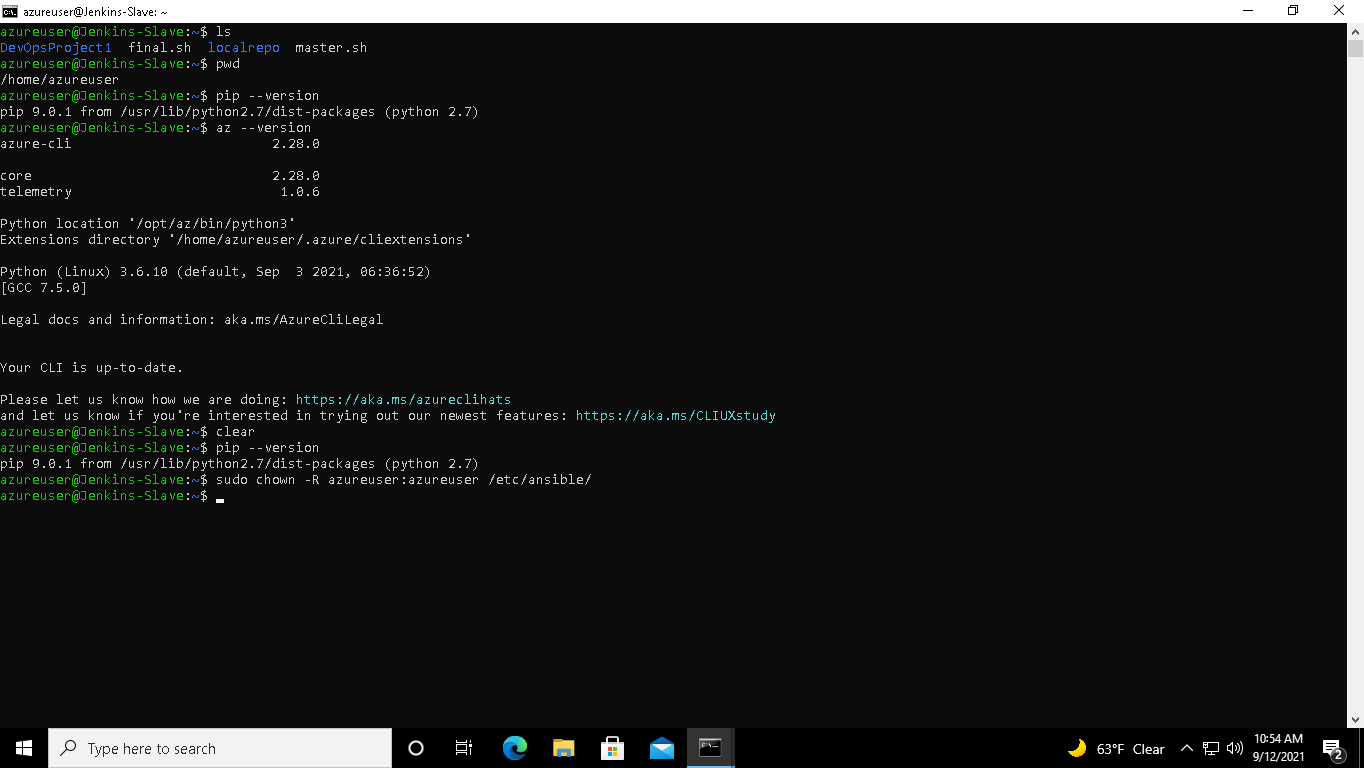 azureuser@Jenkins-Slave: ~
azureuser@Jenkins-Slave:~$ ls
DevOpsProject1  final.sh  localrepo  master.sh
azureuser@Jenkins-Slave:~$ pwd
/home/azureuser
azureuser@Jenkins-Slave:~$ pip --version
pip 9.0.1 from /usr/lib/python2.7/dist-packages (python 2.7)
azureuser@Jenkins-Slave:~$ az --version
azure-cli                         2.28.0
core                              2.28.0
telemetry                          1.0.6
Python location '/opt/az/bin/python3'
Extensions directory '/home/azureuser/.azure/cliextensions'
Python (Linux) 3.6.10 (default, Sep  3 2021, 06:36:52)
[GCC 7.5.0]
Legal docs and information: aka.ms/AzureCliLegal
Your CLI is up-to-date.
Please let us know how we are doing: https://aka.ms/azureclihats
and let us know if you're interested in trying out our newest features: https://aka.ms/CLIUXstudy
azureuser@Jenkins-Slave:~$ clear
azureuser@Jenkins-Slave:~$ pip --version
pip 9.0.1 from /usr/lib/python2.7/dist-packages (python 2.7)
azureuser@Jenkins-Slave:~$ sudo chown -R azureuser:azureuser /etc/ansible/
azureuser@Jenkins-Slave:~$
Type here to search
63°F Clear
10:54 AM
9/12/2021
2